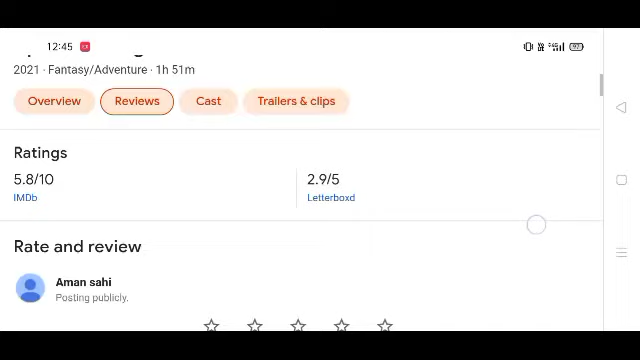 12:45
2021 · Fantasy/Adventure · 1h 51m
Overview
Reviews
Cast
Trailers & clips
Ratings
5.8/10
2.9/5
IMDb
Letterboxd
Rate and review
Aman sahi
Posting publicly.